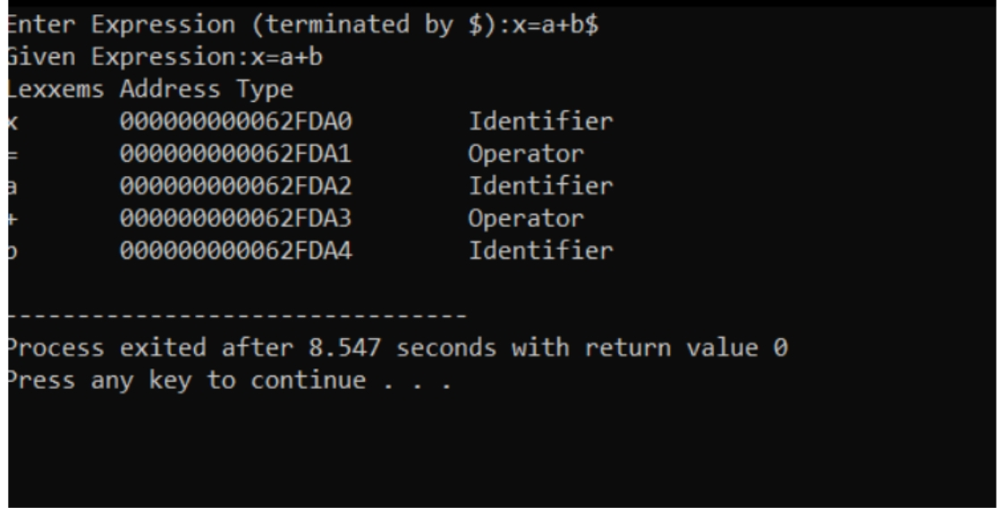 Enter Expression (terminated by $):x=a+b$
Given Expression:x=a+b
Lexxems Address Type
x 000000000062FDA0 Identifier
= 000000000062FDA1 Operator
a 000000000062FDA2 Identifier
+ 000000000062FDA3 Operator
b 000000000062FDA4 Identifier
--------------------------------
Process exited after 8.547 seconds with return value 0
Press any key to continue . . .